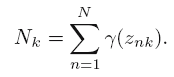 $N_k = \sum_{n=1}^{N} \gamma(z_{nk}).$